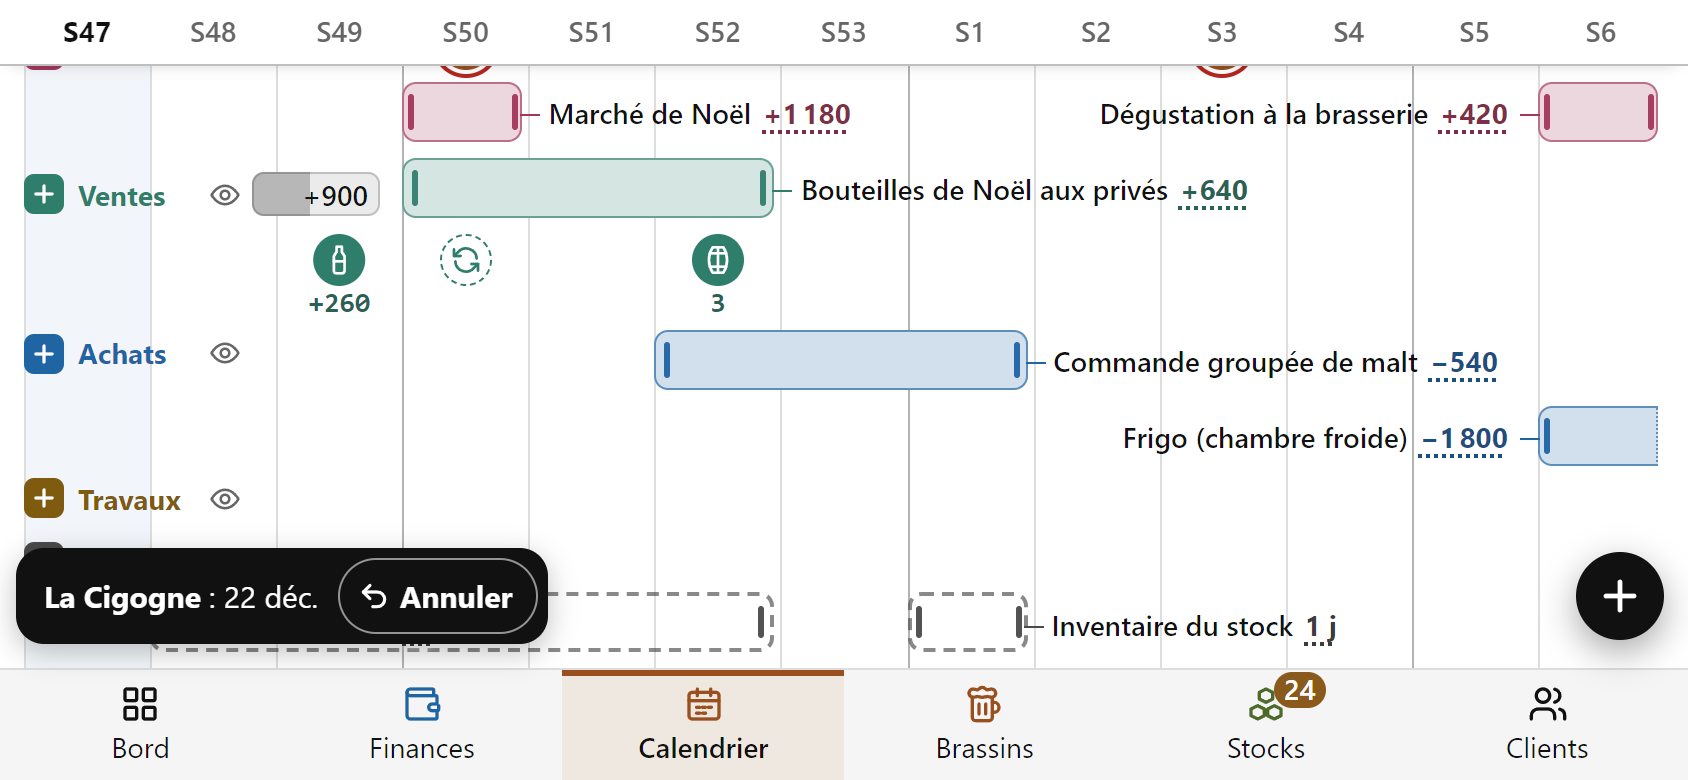 S47 S48 S49 S50 S51 S52 S53 S1 S2 S3 S4 S5 S6
Marché de Noël +1 180
Dégustation à la brasserie +420
Ventes
+900
Bouteilles de Noël aux privés +640
+260
3
Achats
Commande groupée de malt −540
Frigo (chambre froide) −1 800
Travaux
La Cigogne : 22 déc. Annuler
Inventaire du stock 1 j
24
Bord Finances Calendrier Brassins Stocks Clients